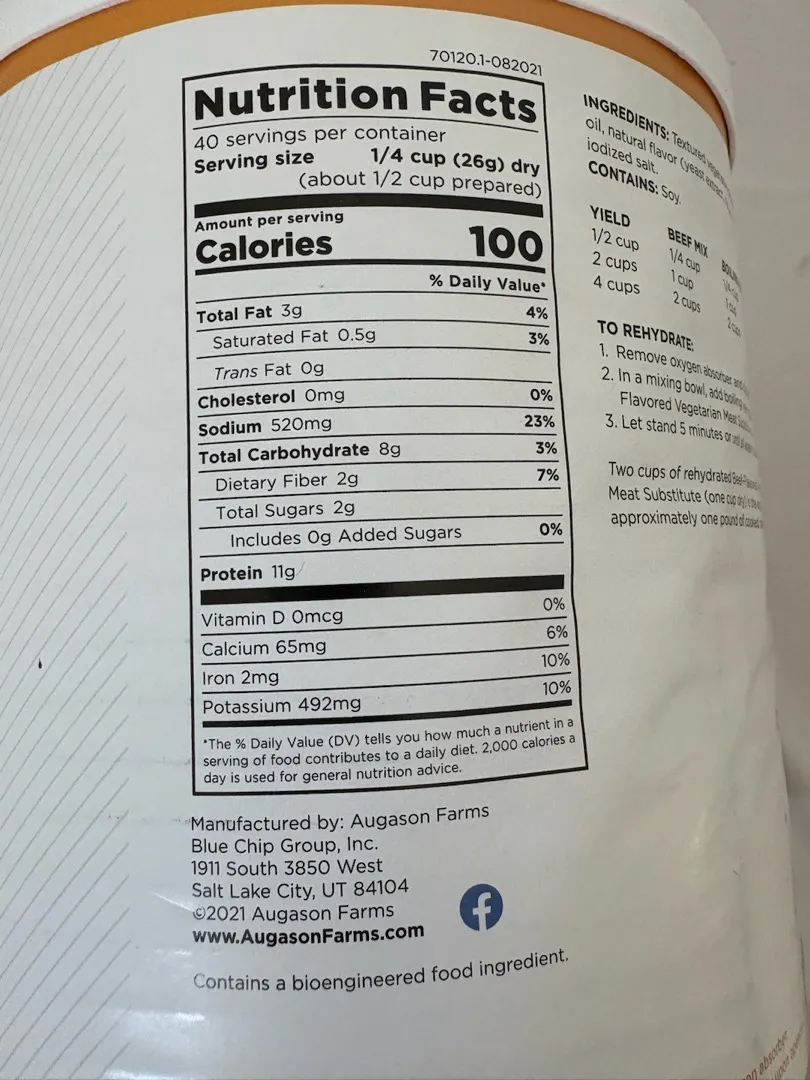 70120.1-082021
Nutrition Facts
40 servings per container
Serving size 1/4 cup (26g) dry
(about 1/2 cup prepared)
Amount per serving
Calories 100
% Daily Value*
Total Fat 3g 4%
Saturated Fat 0.5g 3%
Trans Fat 0g
Cholesterol 0mg 0%
Sodium 520mg 23%
Total Carbohydrate 8g 3%
Dietary Fiber 2g 7%
Total Sugars 2g
Includes 0g Added Sugars 0%
Protein 11g
Vitamin D 0mcg 0%
Calcium 65mg 6%
Iron 2mg 10%
Potassium 492mg 10%
*The % Daily Value (DV) tells you how much a nutrient in a
serving of food contributes to a daily diet. 2,000 calories a
day is used for general nutrition advice.
Manufactured by: Augason Farms
Blue Chip Group, Inc.
1911 South 3850 West
Salt Lake City, UT 84104
©2021 Augason Farms
www.AugasonFarms.com
f
Contains a bioengineered food ingredient.
INGREDIENTS: Textured
oil, natural flavor (yeast extract,
iodized salt.
CONTAINS: Soy.
YIELD BEEF MIX
1/2 cup 1/4 cup
2 cups 1 cup
4 cups 2 cups
TO REHYDRATE:
1. Remove oxygen absorber and
2. In a mixing bowl, add boiling
Flavored Vegetarian Meat
3. Let stand 5 minutes or
Two cups of rehydrated
Meat Substitute (one cup dry) is
approximately one pound of cooked
absorber